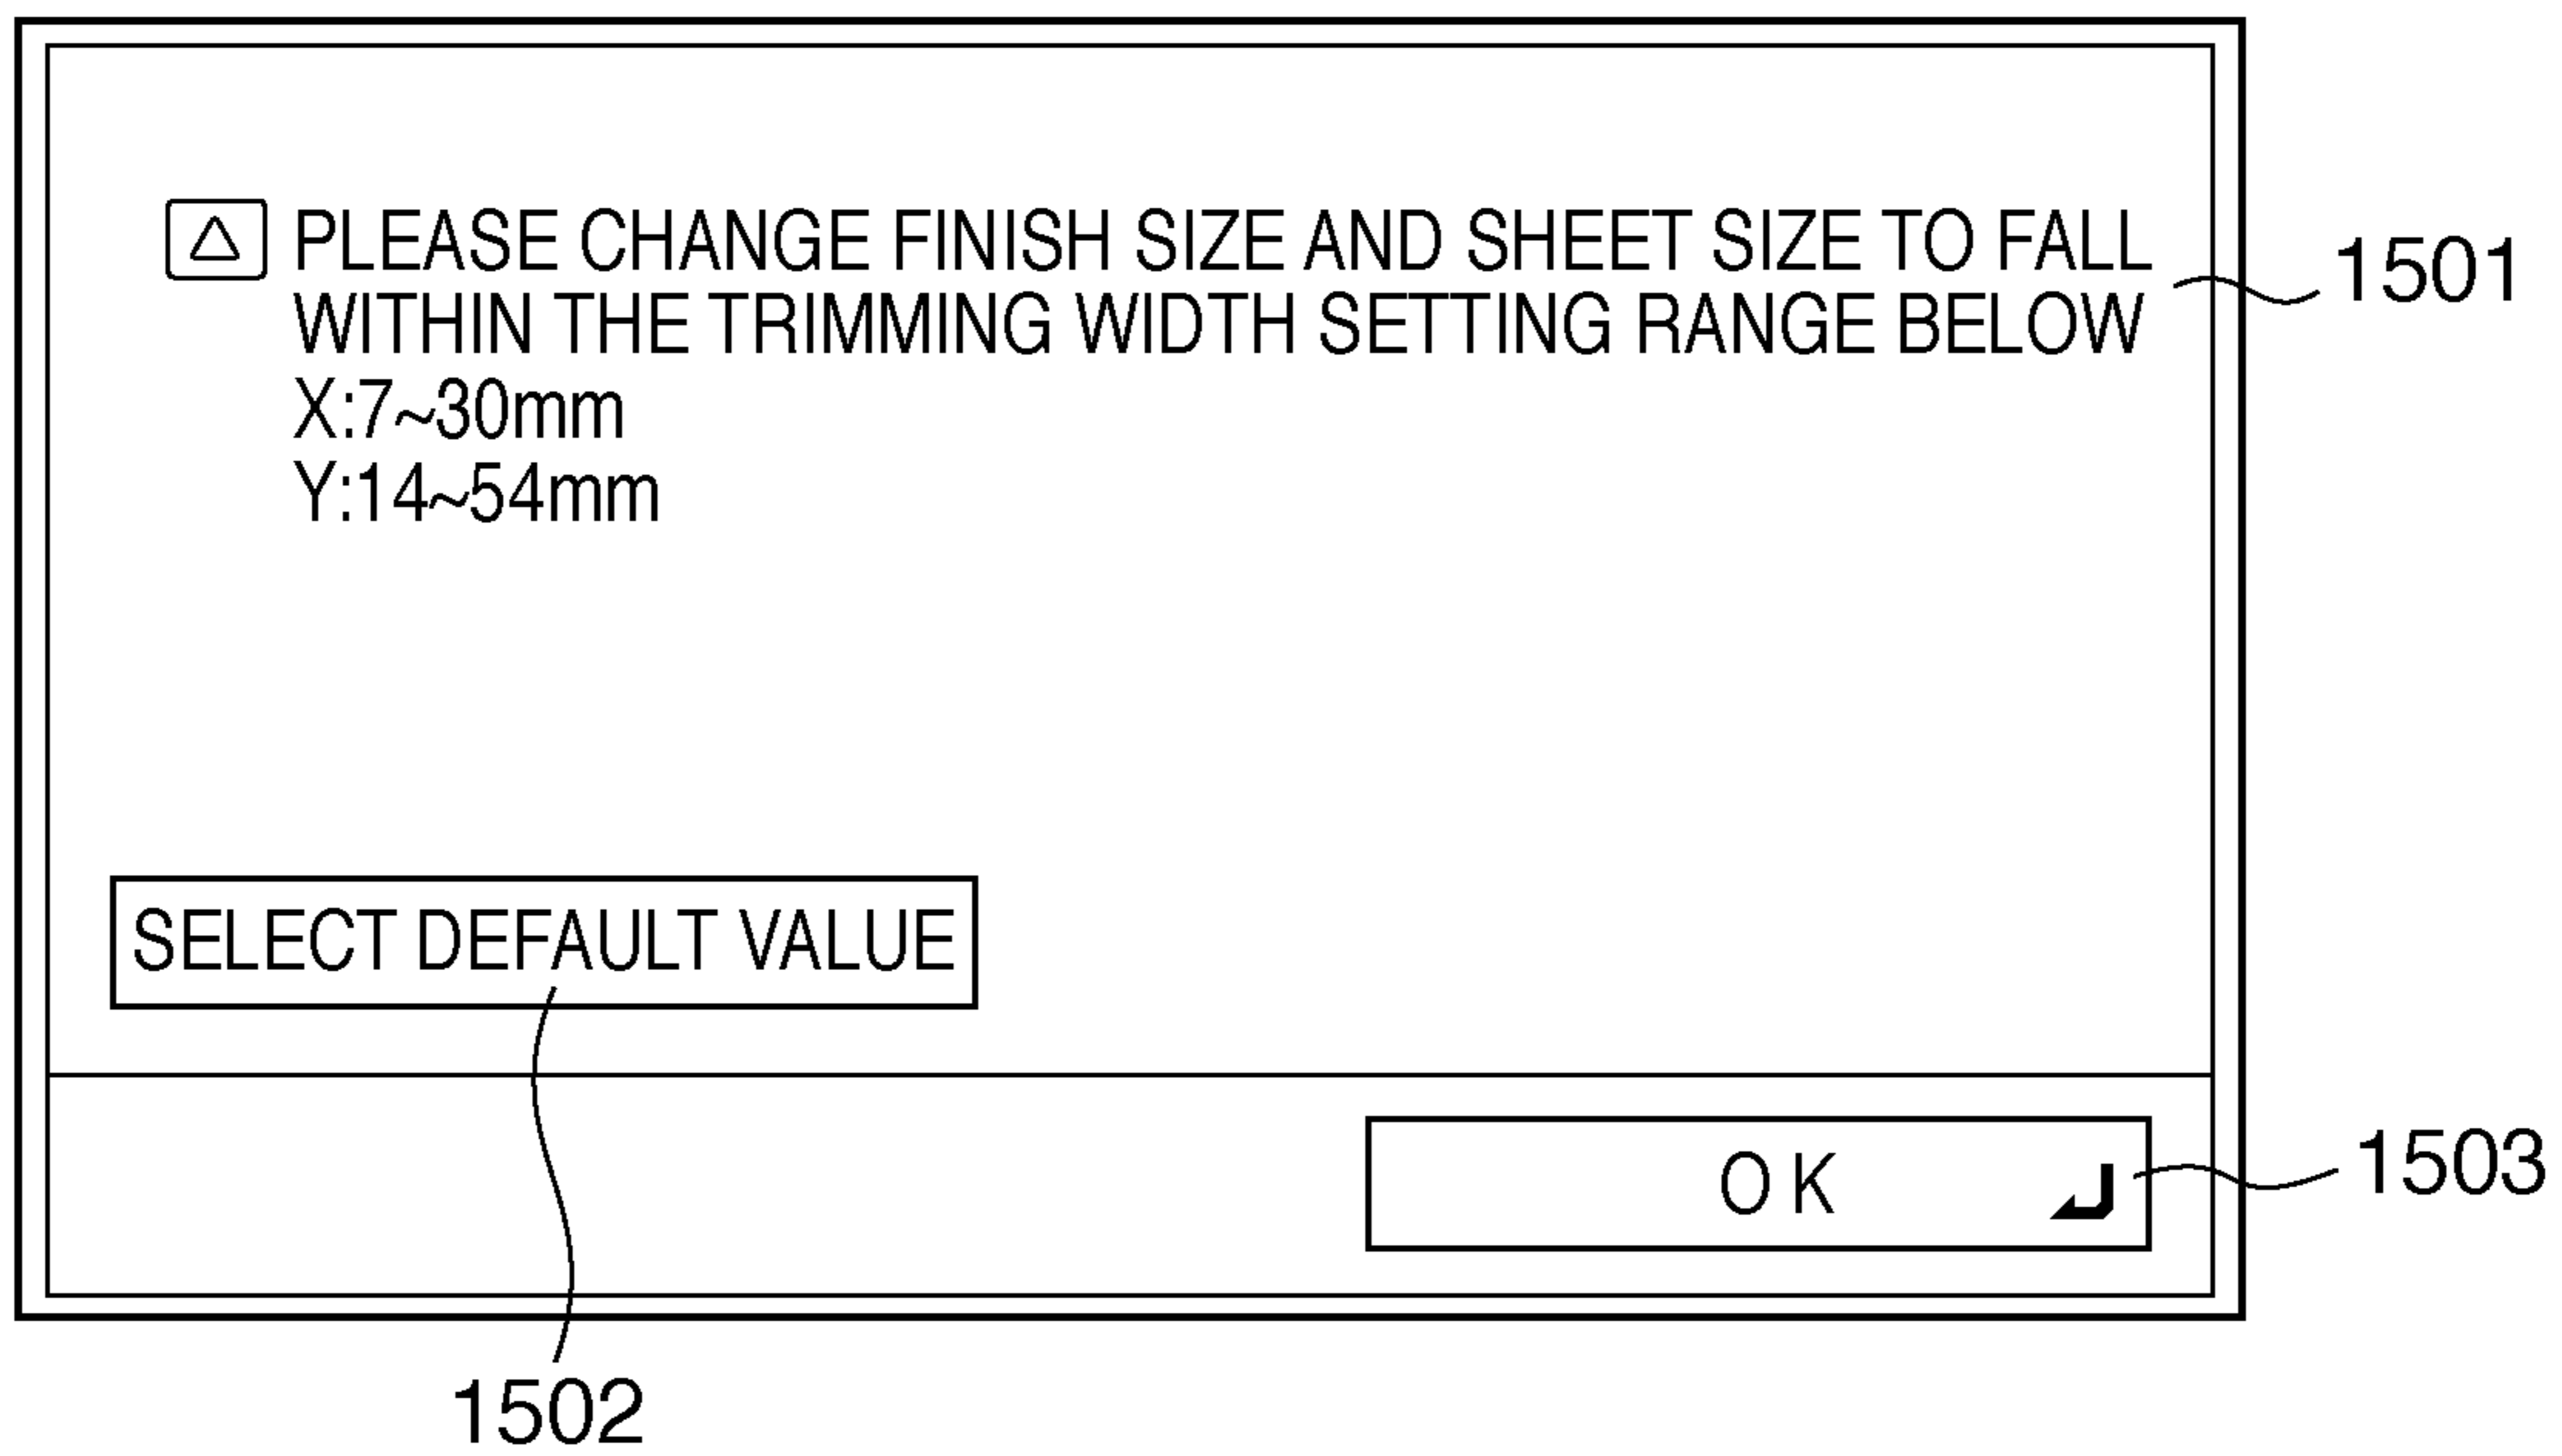 PLEASE CHANGE FINISH SIZE AND SHEET SIZE TO FALL
WITHIN THE TRIMMING WIDTH SETTING RANGE BELOW
X:7~30mm
Y:14~54mm
1501
SELECT DEFAULT VALUE
OK
1503
1502